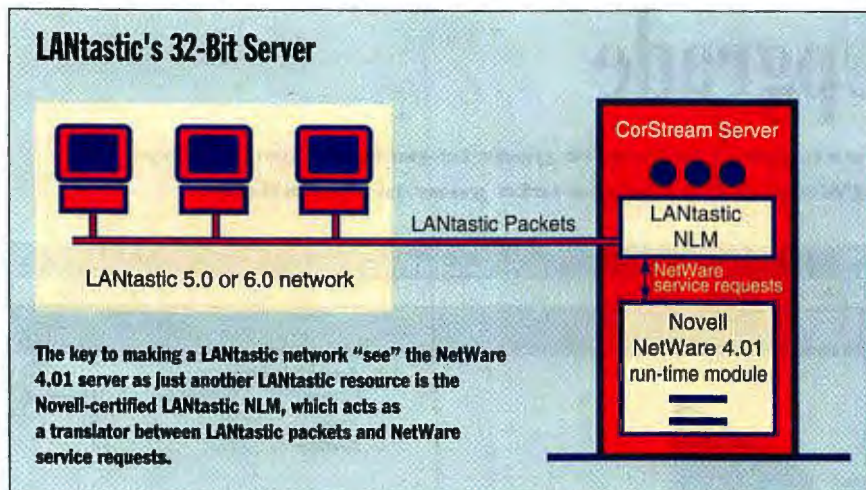 LANtastic's 32-Bit Server
CorStream Server
LANtastic
NLM
LANtastic Packets
NetWare
service requests
LANtastic 5.0 or 6.0 network
Novell
NetWare 4.01
run-time module
The key to making a LANtastic network “see” the NetWare
4.01 server as just another LANtastic resource is the
Novell-certified LANtastic NLM, which acts as
a translator between LANtastic packets and NetWare
service requests.